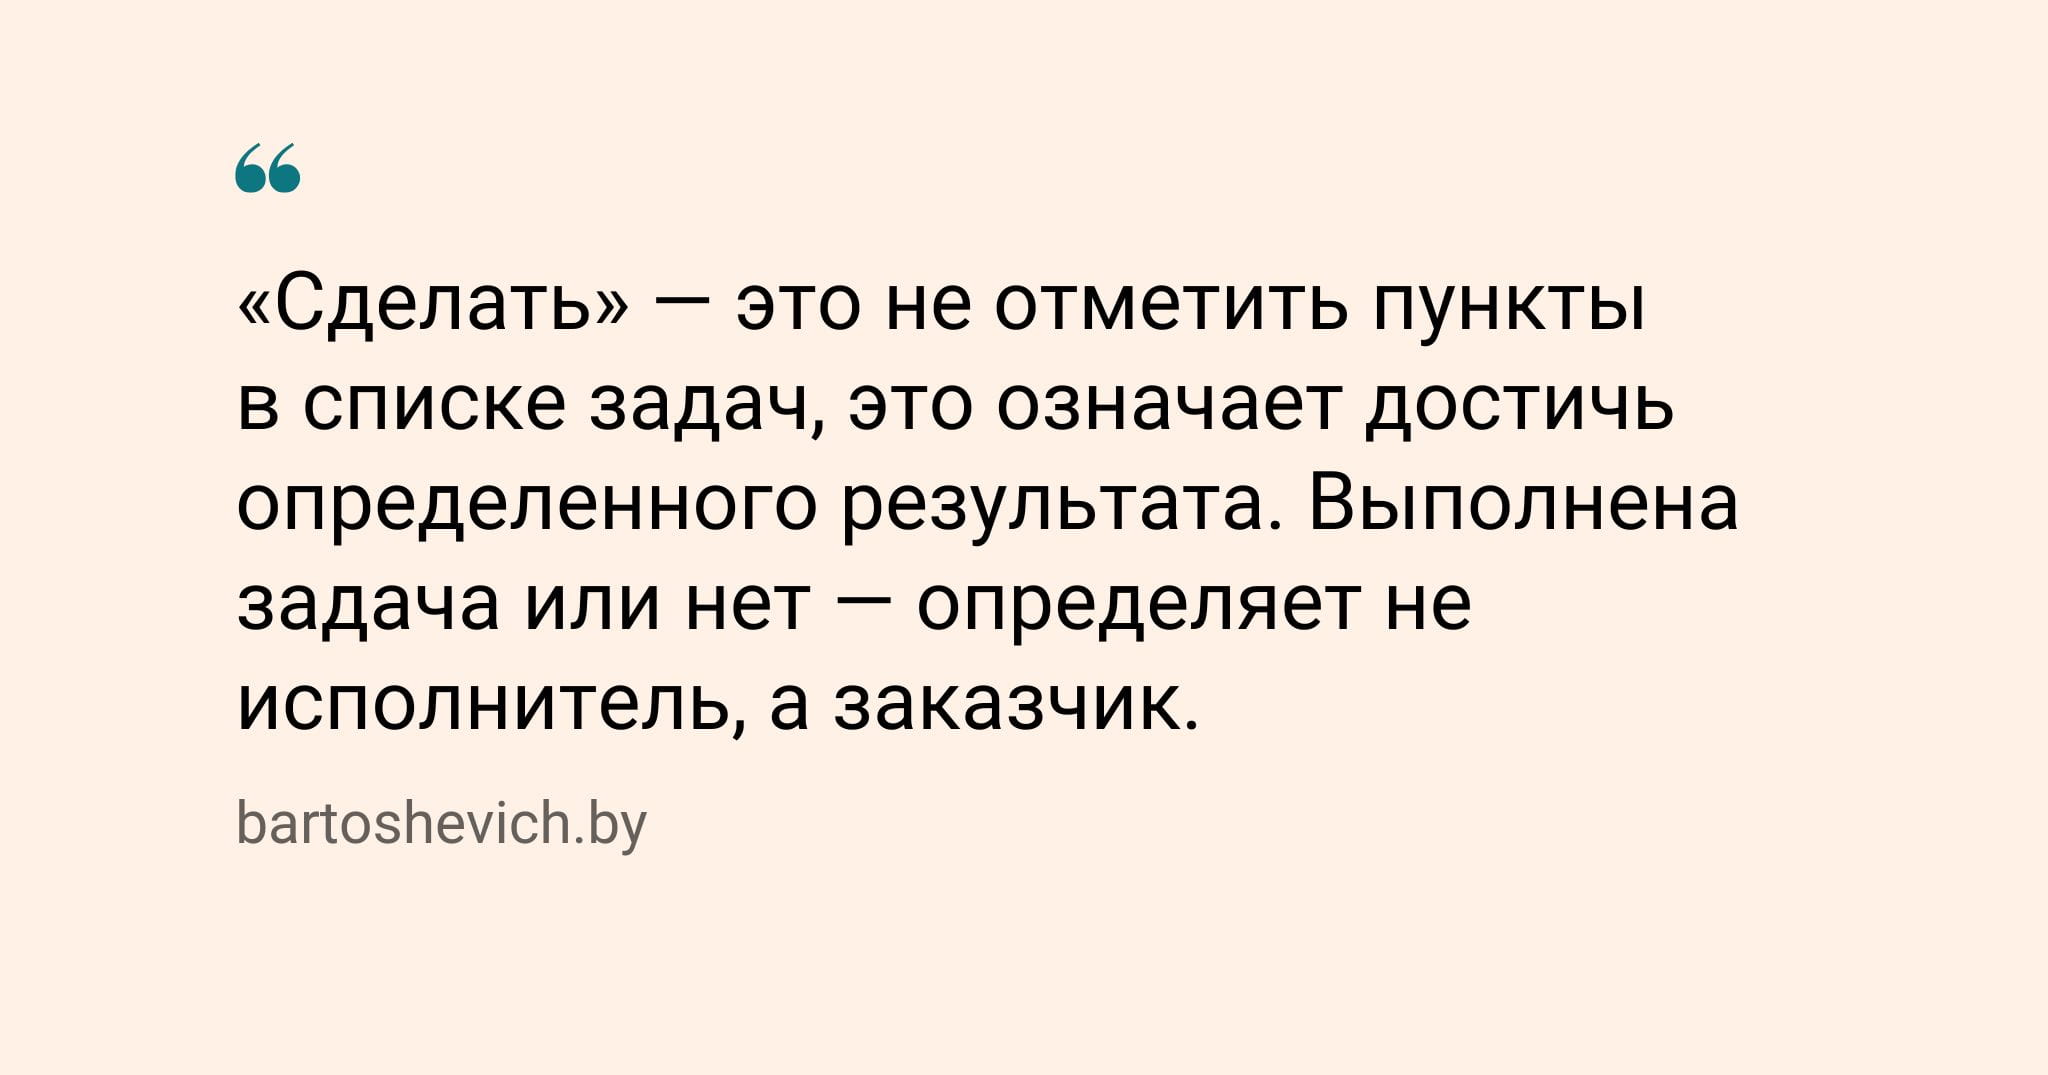 “
«Сделать» — это не отметить пункты
в списке задач, это означает достичь
определенного результата. Выполнена
задача или нет — определяет не
исполнитель, а заказчик.
bartoshevich.by